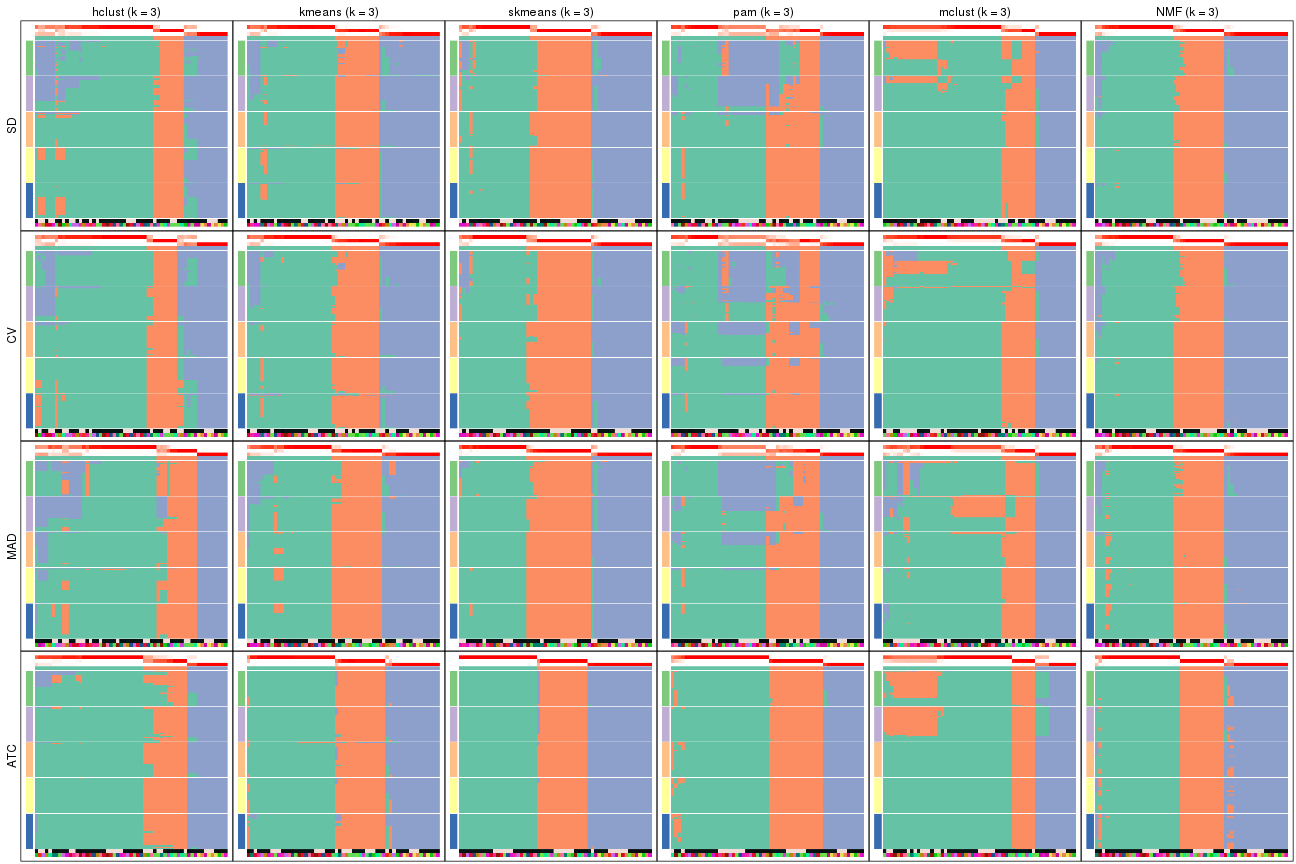 hclust (k = 3) kmeans (k = 3) skmeans (k = 3) pam (k = 3) mclust (k = 3) NMF (k = 3)
SD
CV
MAD
ATC